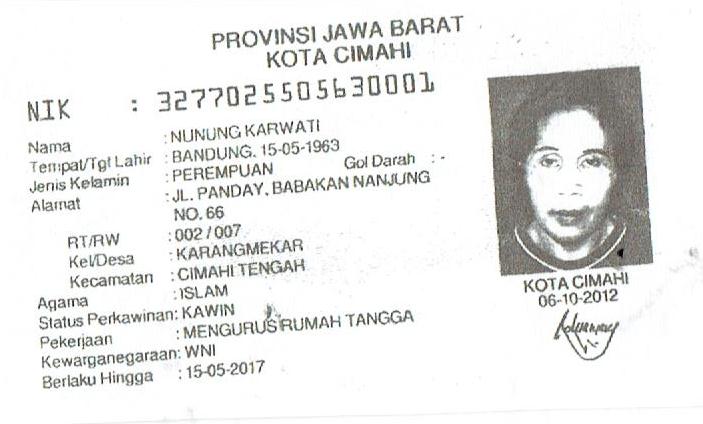 PROVINSI JAWA BARAT
KOTA CIMAHI
NIK : 3277025505630001
Nama : NUNUNG KARWATI
Tempat/Tgt Lahir : BANDUNG, 15-05-1963
Jenis Kelamin : PEREMPUAN Gol Darah : -
Alamat : JL. PANDAY, BABAKAN NANJUNG
NO. 66
RT/RW : 002 / 007
Kel/Desa : KARANGMEKAR
Kecamatan : CIMAHI TENGAH
Agama : ISLAM
Status Perkawinan: KAWIN
Pekerjaan : MENGURUS RUMAH TANGGA
Kewarganegaraan: WNI
Berlaku Hingga : 15-05-2017
KOTA CIMAHI
06-10-2012